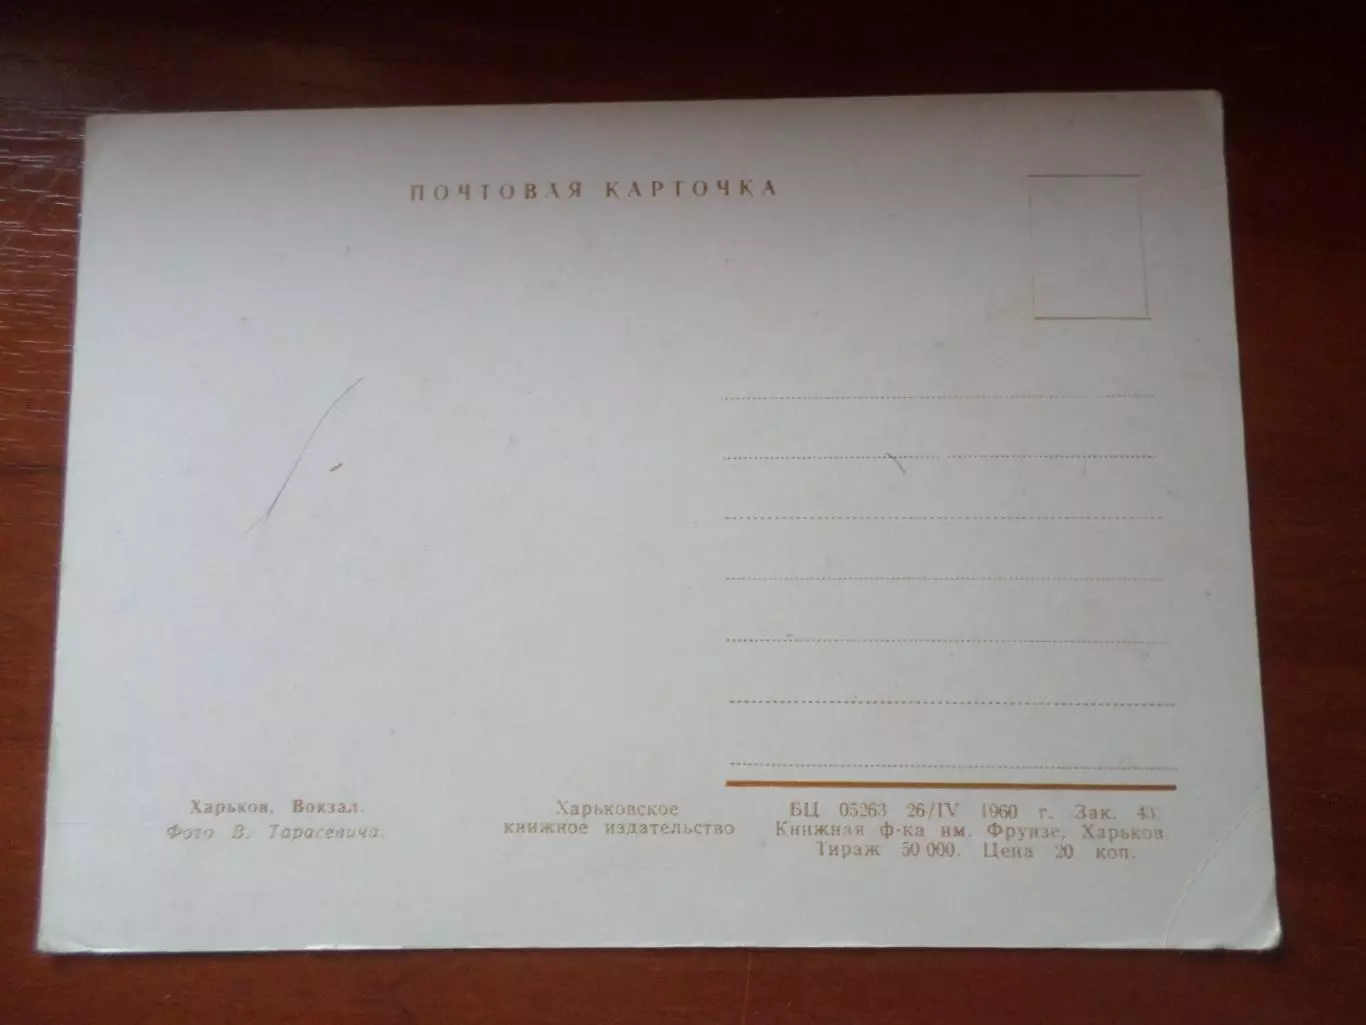 ПОЧТОВАЯ КАРТОЧКА
Харьков. Вокзал.
Фото В. Тарасевича.
Харьковское
книжное издательство
БЦ 05263 26/IV 1960 г. Зак. 43
Книжная ф-ка им. Фрунзе, Харьков.
Тираж 50 000. Цена 20 коп.